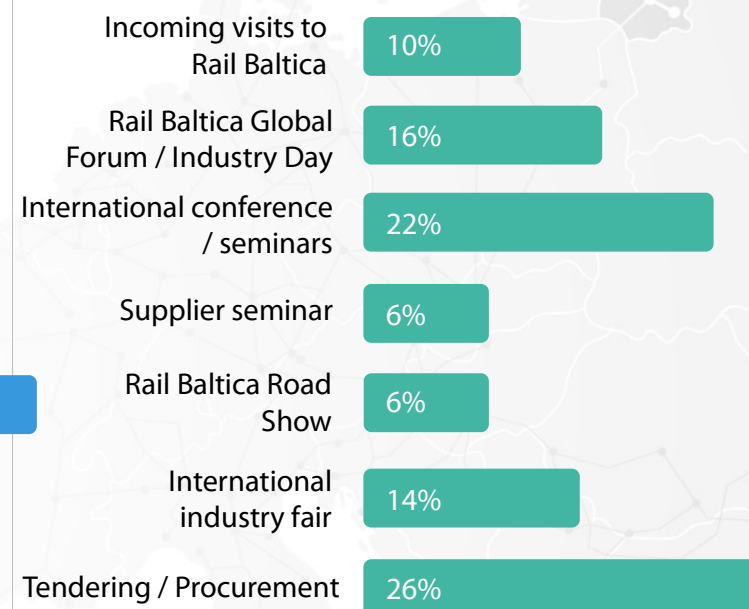 Incoming visits to
Rail Baltica
10%
Rail Baltica Global
Forum / Industry Day
16%
International conference
/ seminars
22%
Supplier seminar
6%
Rail Baltica Road
Show
6%
International
industry fair
14%
Tendering / Procurement
26%